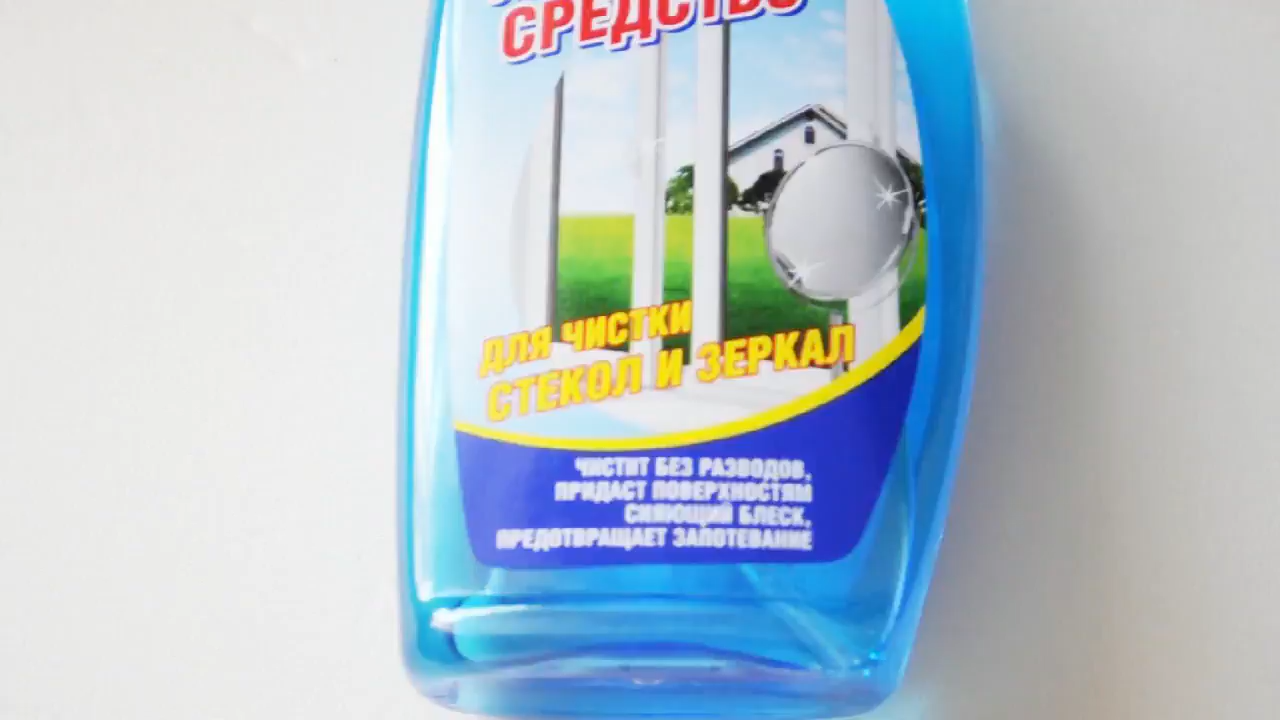 СРЕДСТВО
ДЛЯ ЧИСТКИ
СТЕКОЛ И ЗЕРКАЛ
ЧИСТИТ БЕЗ РАЗВОДОВ,
ПРИДАСТ ПОВЕРХНОСТЯМ
СИЯЮЩИЙ БЛЕСК,
ПРЕДОТВРАЩАЕТ ЗАПОТЕВАНИЕ